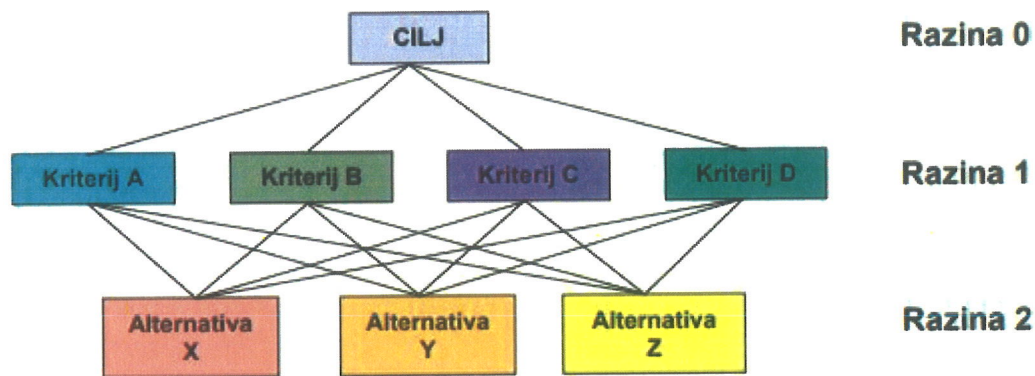 CILJ
Razina 0
Kriterij A
Kriterij B
Kriterij C
Kriterij D
Razina 1
Alternativa
X
Alternativa
Y
Alternativa
Z
Razina 2